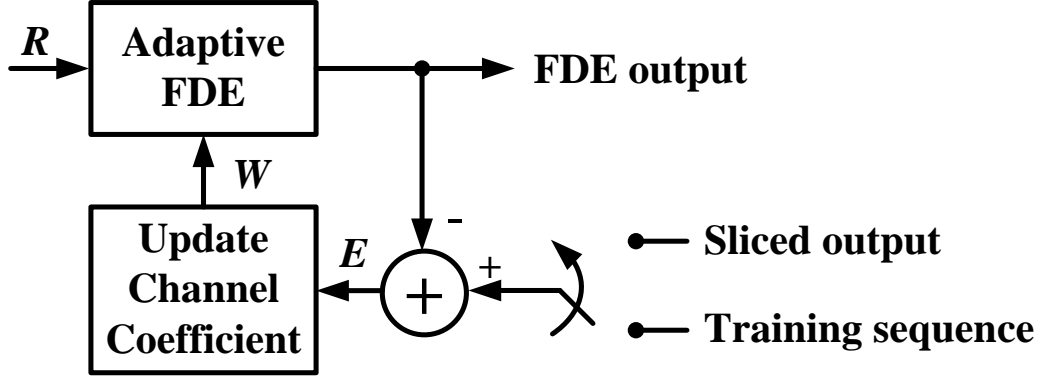 R
Adaptive
FDE
FDE output
W
-
Update
Channel
Coefficient
E
+
+
Sliced output
Training sequence